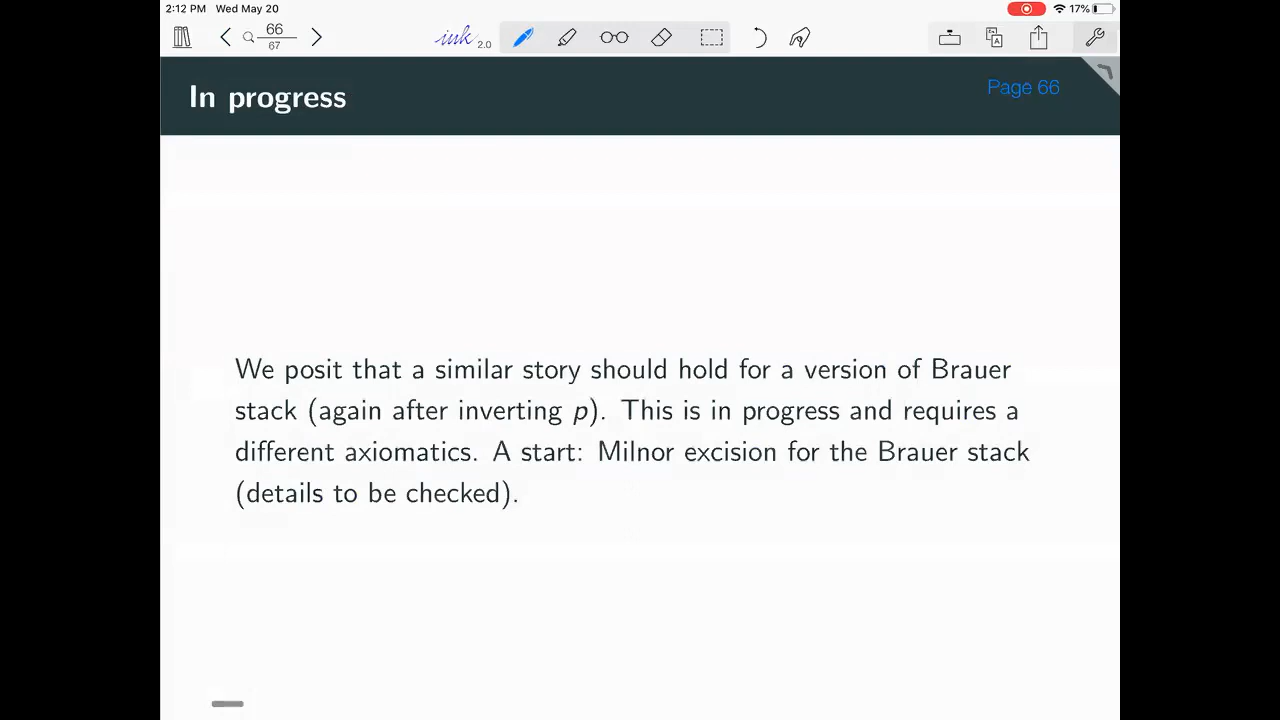 2:12 PM Wed May 20
17%
66
67
ink 2.0
In progress
Page 66
We posit that a similar story should hold for a version of Brauer
stack (again after inverting p). This is in progress and requires a
different axiomatics. A start: Milnor excision for the Brauer stack
(details to be checked).